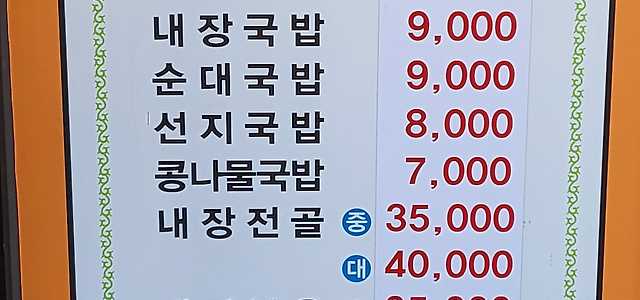 내장국밥 9,000
순대국밥 9,000
선지국밥 8,000
콩나물국밥 7,000
내장전골 중 35,000
대 40,000